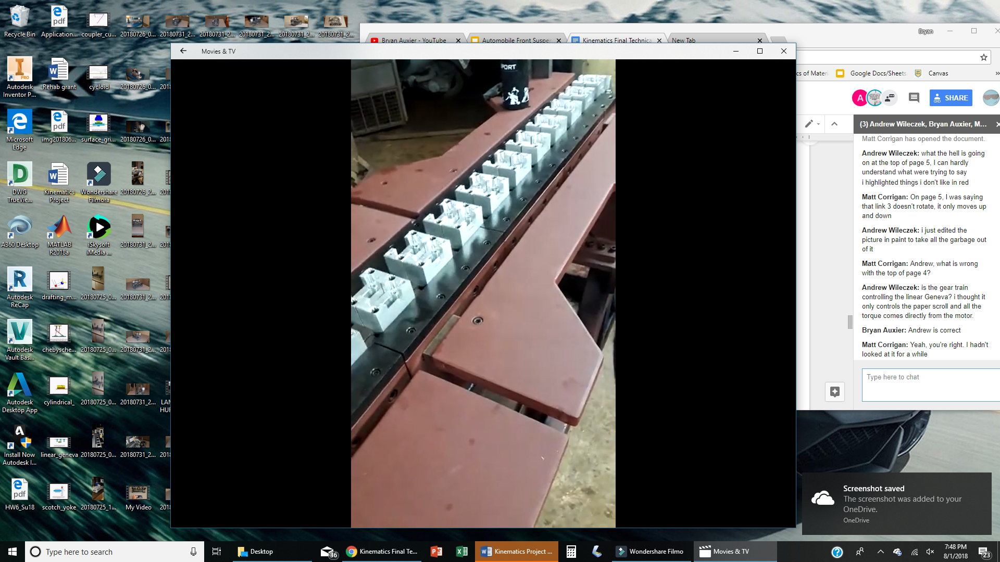 Recycle Bin
Application...
coupler_cu...
20180726_0...
20180731_2...
20180731_2...
20180731_2...
20180731_2...
20180731_2...
Autodesk
Inventor P...
Rehab grant
cycloid
20180726_0...
Microsoft
Edge
img201806...
surface_gri...
20180726_0...
DWG
TrueVie...
Kinematics
Project
Wondershare
Filmora
20180726_2...
A360 Desktop
MATLAB
R2018a
iSkysoft
iMedia ...
20180731_2...
Autodesk
ReCap
drafting_m...
20180725_0...
20180731_2...
Autodesk
Vault Bas...
chebysche...
20180725_0...
20180731_2...
Autodesk
Desktop App
cylindrical_
20180725_0...
20180731_2...
Install Now
Autodesk I...
linear_geneva
20180725_0...
20180731_2...
HW6_Su18
scotch_yoke
20180725_1...
My Video
Bryan
Bryan Auxier - YouTube
Automobile Front Suspen
Kinematics Final Technica
New Tab
Movies & TV
PORT
cs of Materi
Google Docs/Sheets
Canvas
A
SHARE
(3) Andrew Wileczek, Bryan Auxier, M...
Matt Corrigan has opened the document.
Andrew Wileczek: what the hell is going
on at the top of page 5, I can hardly
understand what were trying to say
i highlighted things i don't like in red
Matt Corrigan: On page 5, I was saying
that link 3 doesn't rotate, it only moves up
and down
Andrew Wileczek: i just edited the
picture in paint to take all the garbage out
of it
Matt Corrigan: Andrew, what is wrong
with the top of page 4?
Andrew Wileczek: is the gear train
controlling the linear Geneva? i thought it
only controls the paper scroll and all the
torque comes directly from the motor.
Bryan Auxier: Andrew is correct
Matt Corrigan: Yeah, you're right. I hadn't
looked at it for a while
Type here to chat
Screenshot saved
The screenshot was added to your
OneDrive.
OneDrive
Type here to search
Desktop
36
Kinematics Final Te...
Kinematics Project ...
Wondershare Filmo
Movies & TV
7:48 PM
8/1/2018
23